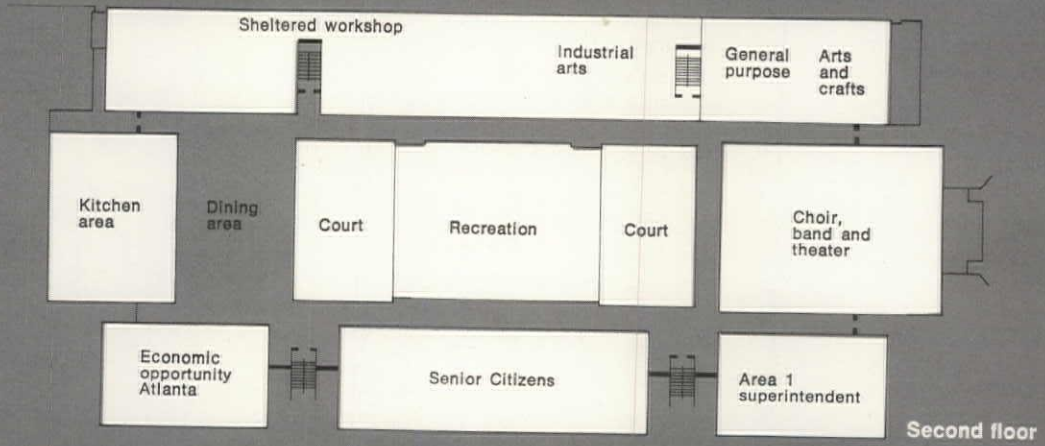 Sheltered workshop
Industrial
arts
General
purpose
Arts
and
crafts
Kitchen
area
Dining
area
Court
Recreation
Court
Choir,
band and
theater
Economic
opportunity
Atlanta
Senior Citizens
Area 1
superintendent
Second floor